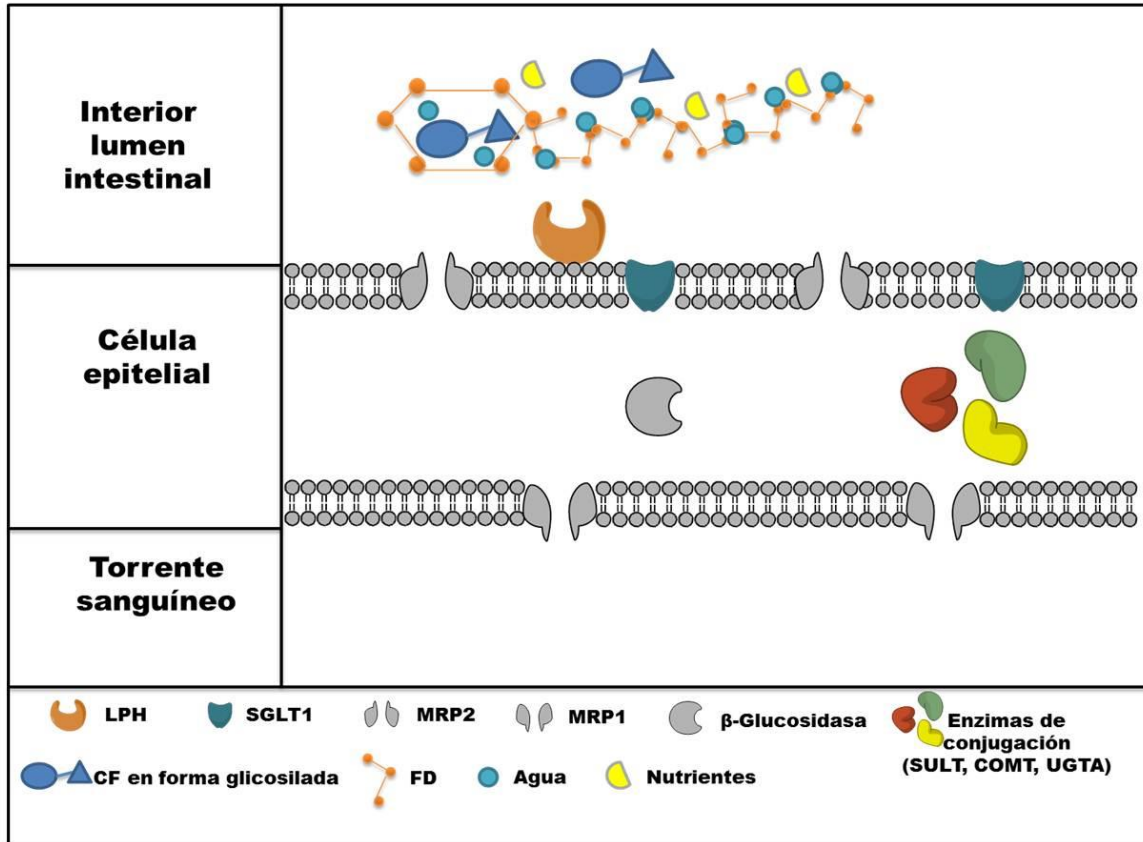 Interior
lumen
intestinal
Célula
epitelial
Torrente
sanguíneo
LPH
SGLT1
MRP2
MRP1
β-Glucosidasa
Enzimas de
conjugación
(SULT, COMT, UGTA)
CF en forma glicosilada
FD
Agua
Nutrientes